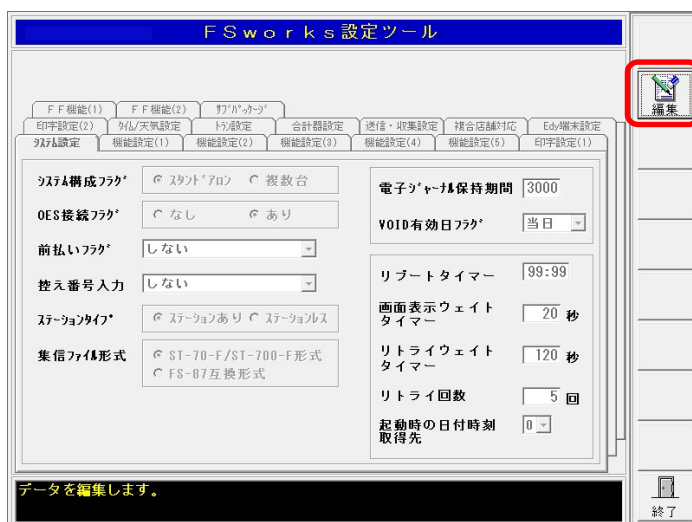 ＦＳｗｏｒｋｓ設定ツール
編集
ＦＦ機能(1)
ＦＦ機能(2)
ｻﾌﾞﾊﾟｯｹｰｼﾞ
印字設定(2)
ﾀｲﾑ/天気設定
ﾄﾗﾝ設定
合計器設定
送信・収集設定
複合店舗対応
Edy端末設定
ｼｽﾃﾑ設定
機能設定(1)
機能設定(2)
機能設定(3)
機能設定(4)
機能設定(5)
印字設定(1)
ｼｽﾃﾑ構成ﾌﾗｸﾞ
ｽﾀﾝﾄﾞｱﾛﾝ
複数台
OES接続ﾌﾗｸﾞ
なし
あり
前払いﾌﾗｸﾞ
しない
控え番号入力
しない
ｽﾃｰｼｮﾝﾀｲﾌﾟ
ｽﾃｰｼｮﾝあり
ｽﾃｰｼｮﾝﾚｽ
集信ﾌｧｲﾙ形式
ST-70-F/ST-700-F形式
FS-87互換形式
電子ｼﾞｬｰﾅﾙ保持期間
3000
VOID有効日ﾌﾗｸﾞ
当日
リブートタイマー
99:99
画面表示ウェイト
タイマー
20 秒
リトライウェイト
タイマー
120 秒
リトライ回数
5 回
起動時の日付時刻
取得先
0
データを編集します。
終了